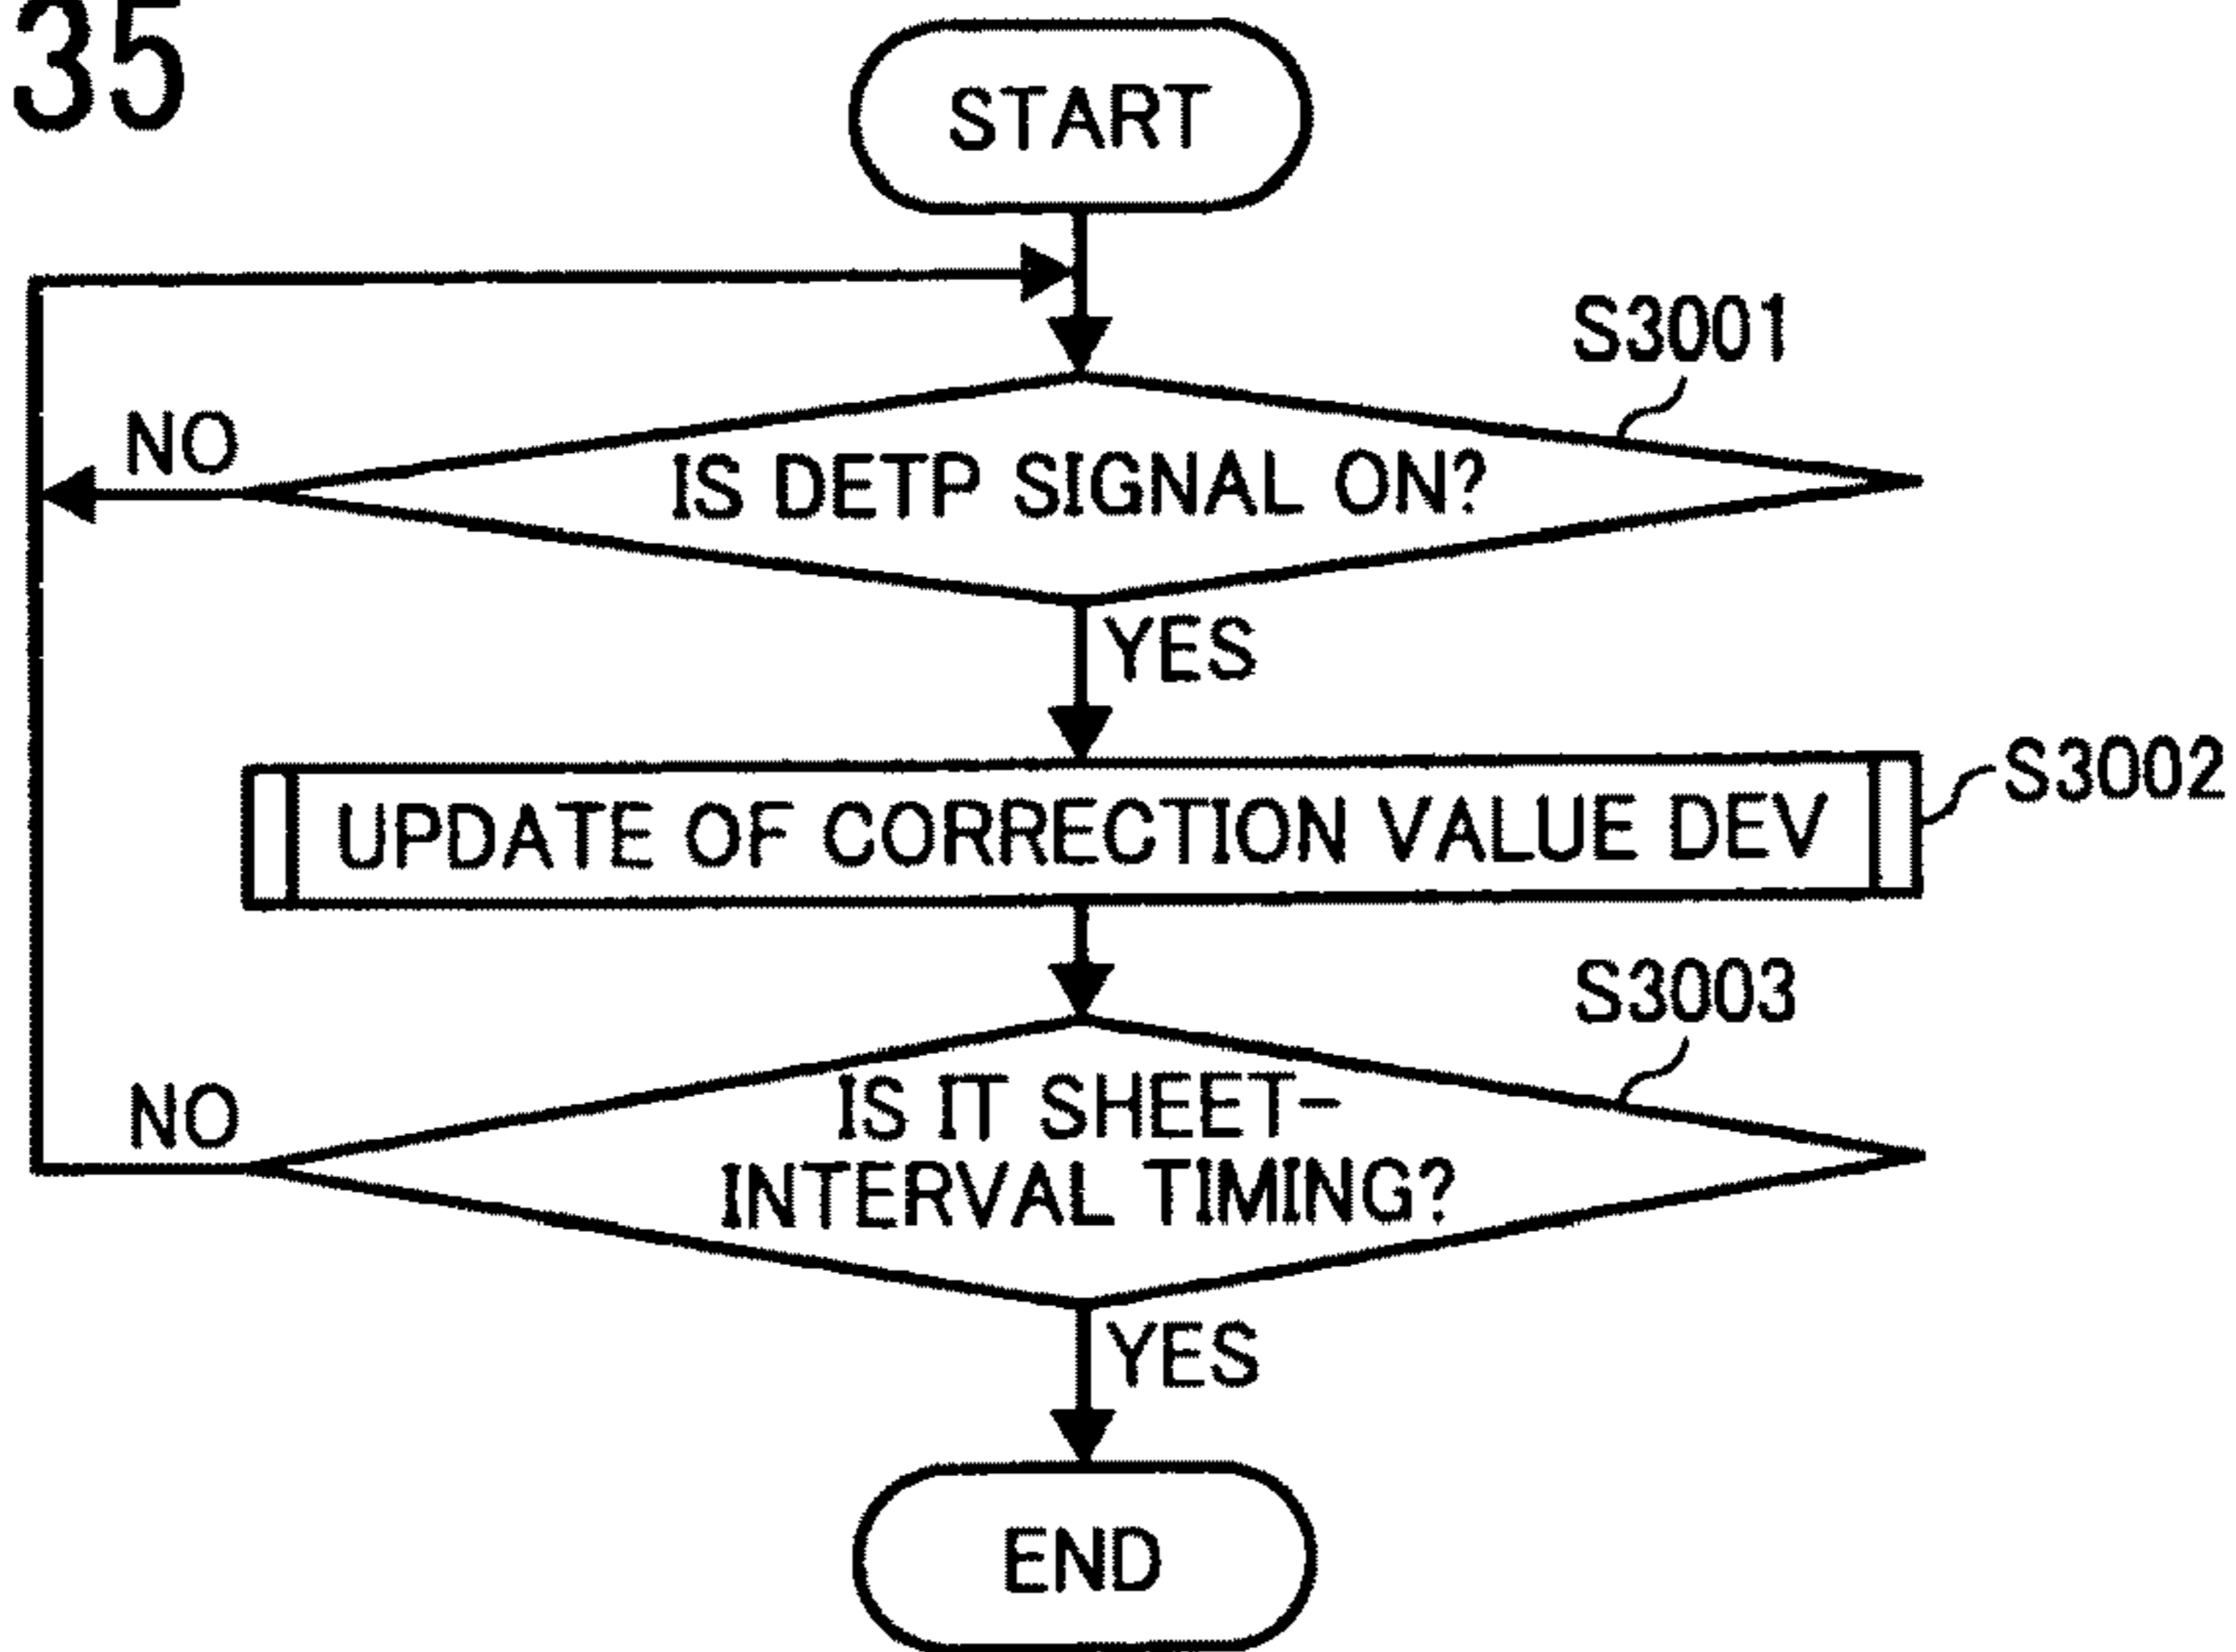 35
START
S3001
NO
IS DETP SIGNAL ON?
YES
S3002
UPDATE OF CORRECTION VALUE DEV
S3003
NO
IS IT SHEET-
INTERVAL TIMING?
YES
END